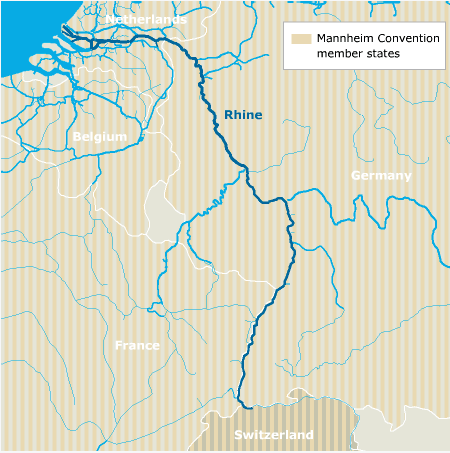 Netherlands
Mannheim Convention
member states
Rhine
Belgium
Germany
France
Switzerland